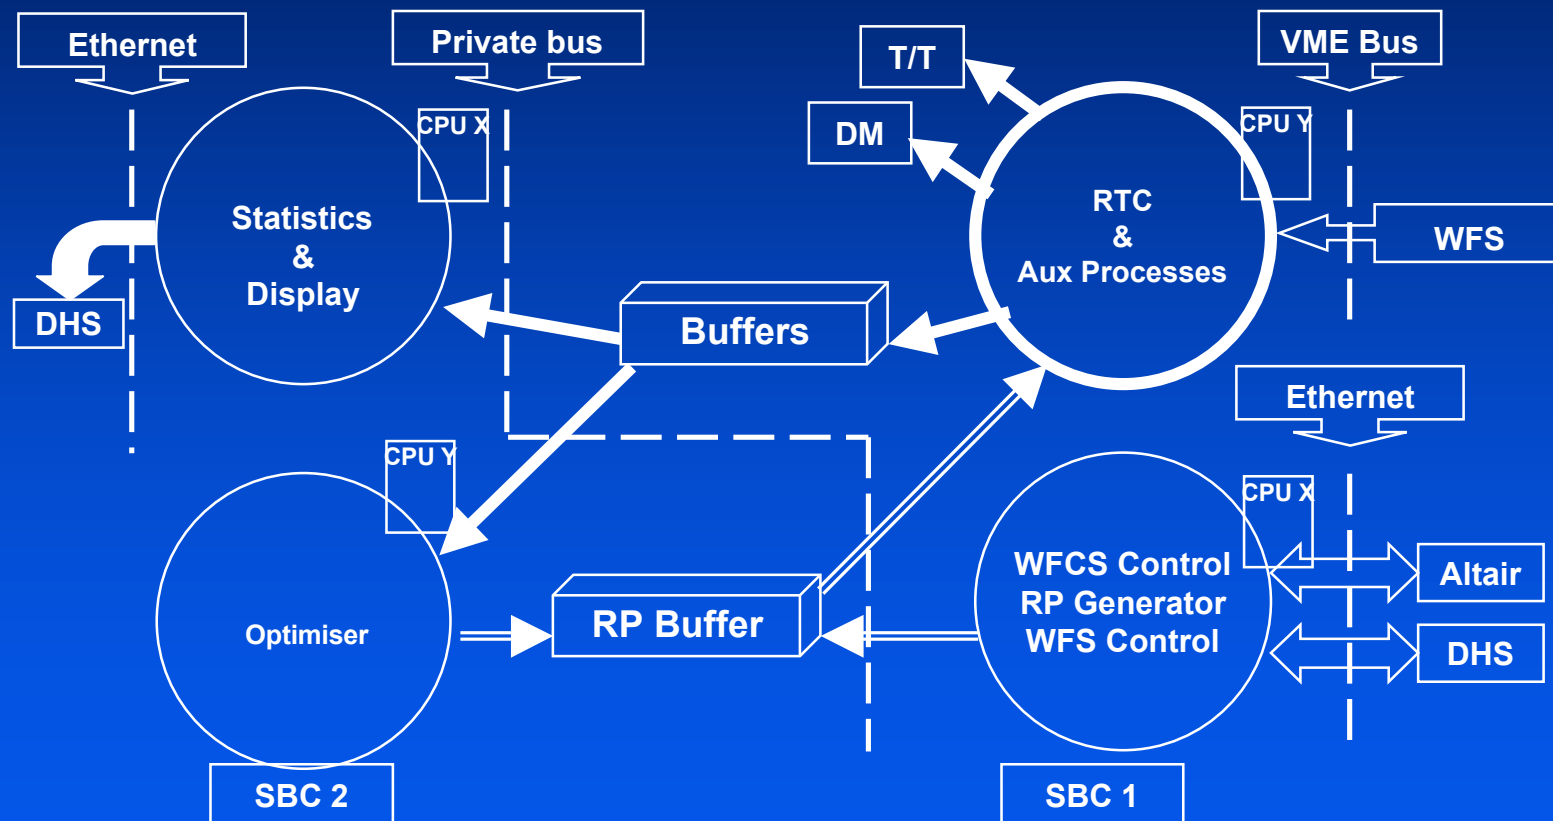 Ethernet
Private bus
T/T
VME Bus
CPU X
DM
CPU Y
Statistics
&
Display
RTC
&
Aux Processes
WFS
DHS
Buffers
Ethernet
CPU Y
CPU X
WFCS Control
RP Generator
WFS Control
Altair
Optimiser
RP Buffer
DHS
SBC 2
SBC 1